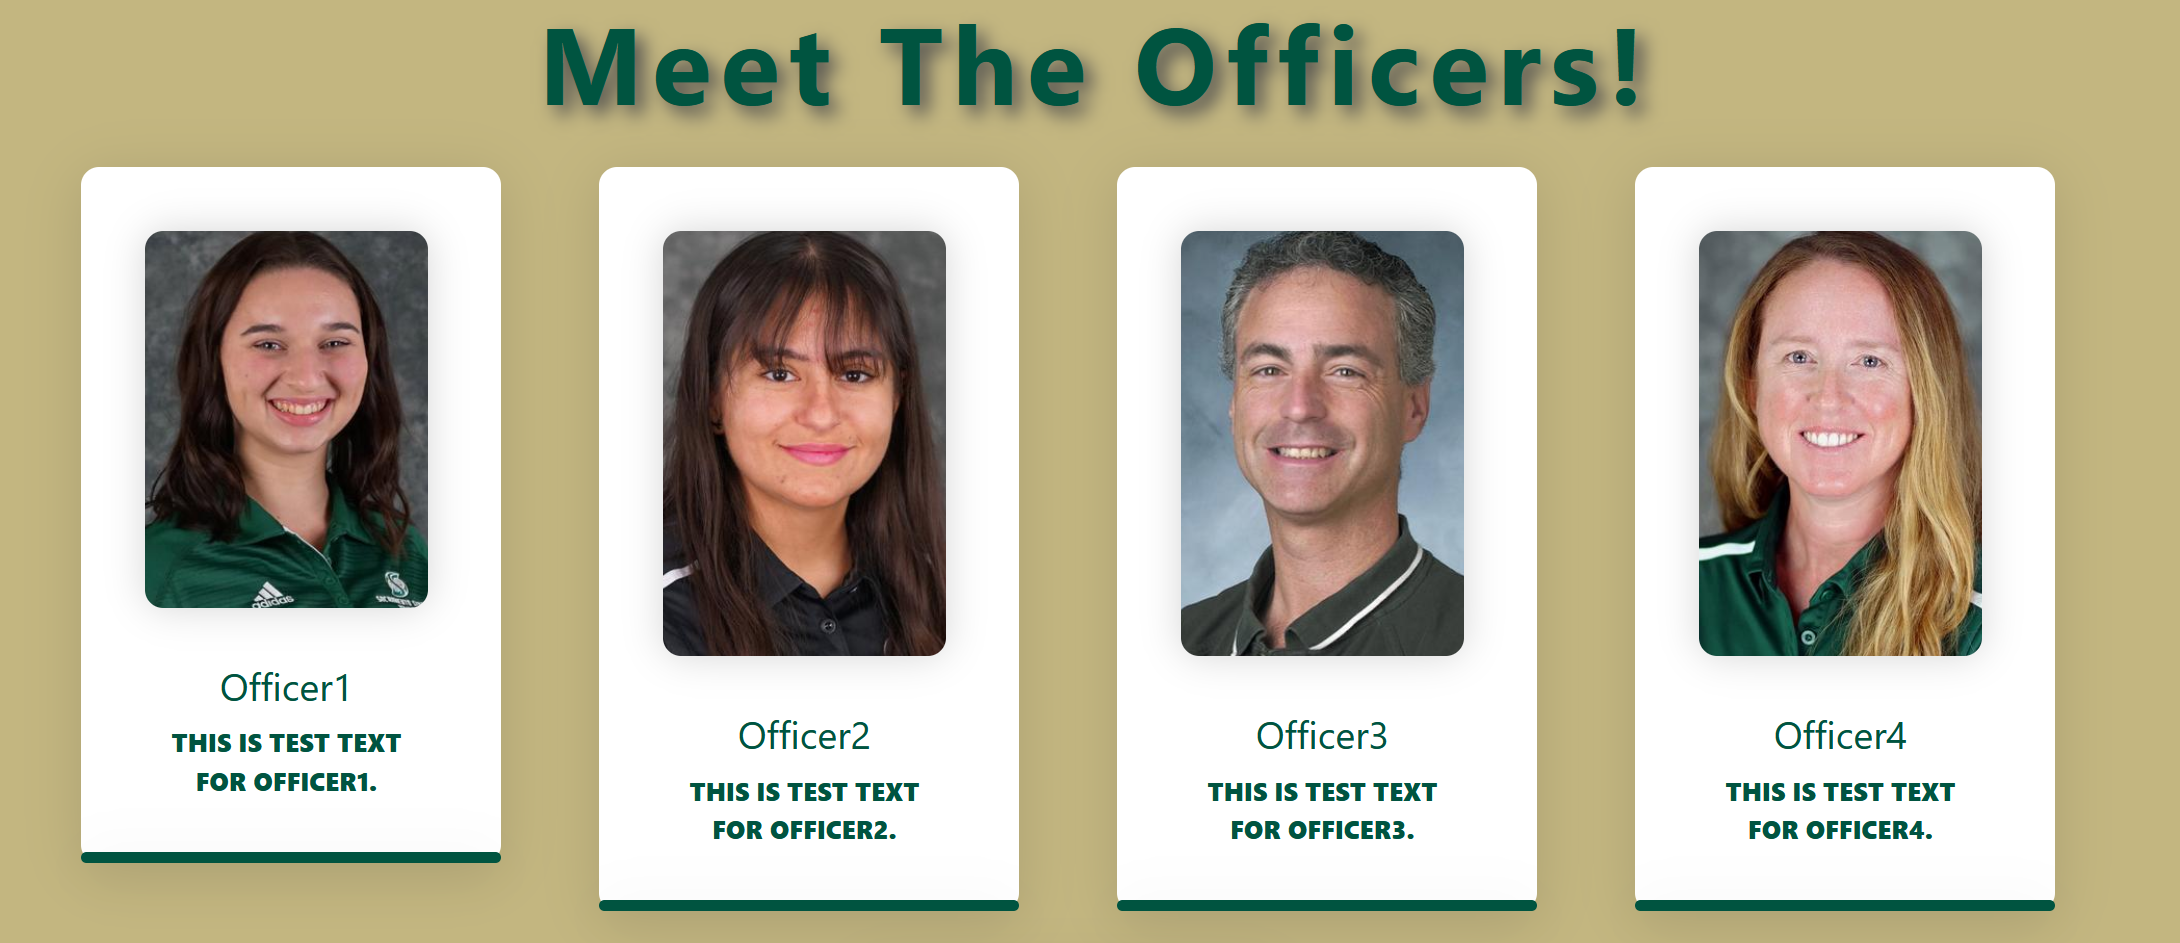 Meet The Officers!
adidas
Officer1
THIS IS TEST TEXT
FOR OFFICER1.
Officer2
THIS IS TEST TEXT
FOR OFFICER2.
Officer3
THIS IS TEST TEXT
FOR OFFICER3.
Officer4
THIS IS TEST TEXT
FOR OFFICER4.